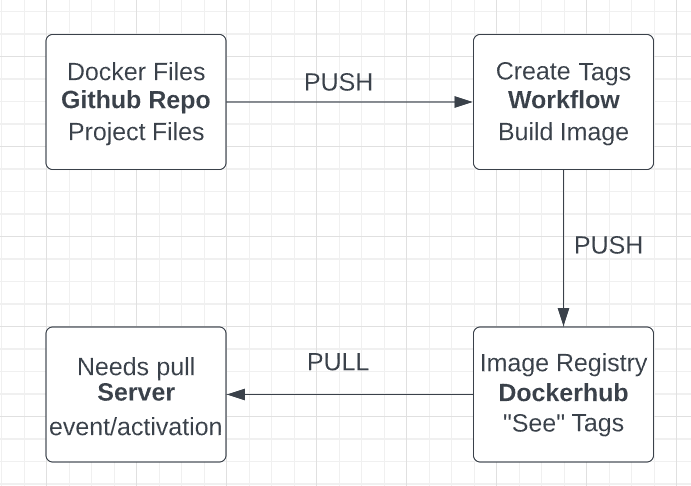 Docker Files
Github Repo
Project Files
PUSH
Create Tags
Workflow
Build Image
PUSH
Needs pull
Server
event/activation
PULL
Image Registry
Dockerhub
"See" Tags